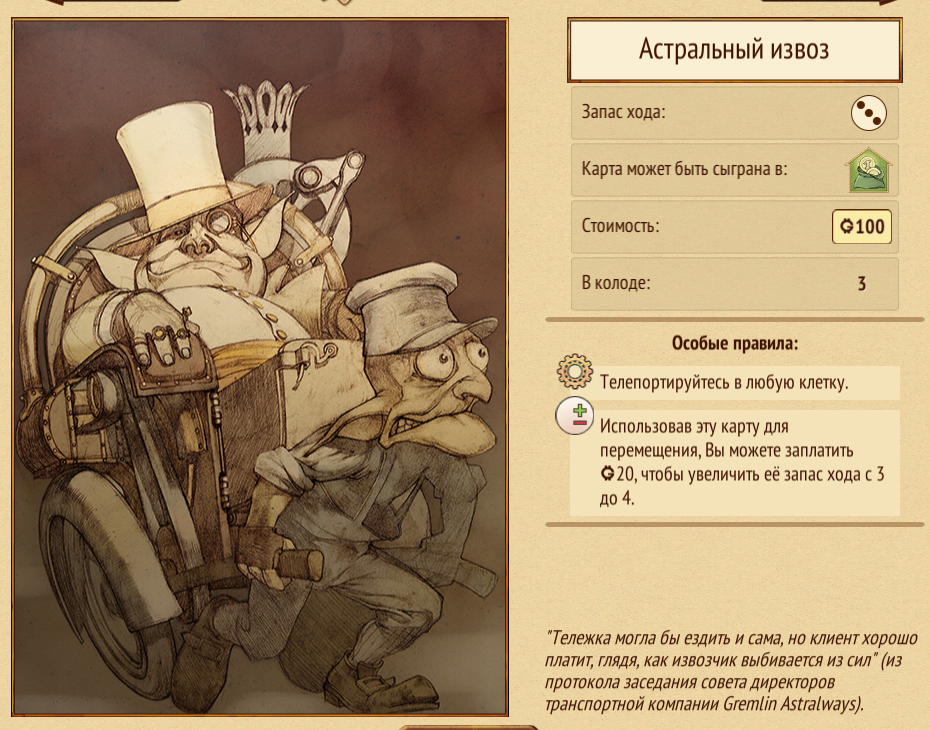 Астральный извоз
Запас хода:
Карта может быть сыграна в:
Стоимость: 100
В колоде: 3
Особые правила:
Телепортируйтесь в любую клетку.
Использовав эту карту для
перемещения, Вы можете заплатить
20, чтобы увеличить её запас хода с 3
до 4.
"Тележка могла бы ездить и сама, но клиент хорошо
платит, глядя, как извозчик выбивается из сил" (из
протокола заседания совета директоров
транспортной компании Gremlin Astralways).